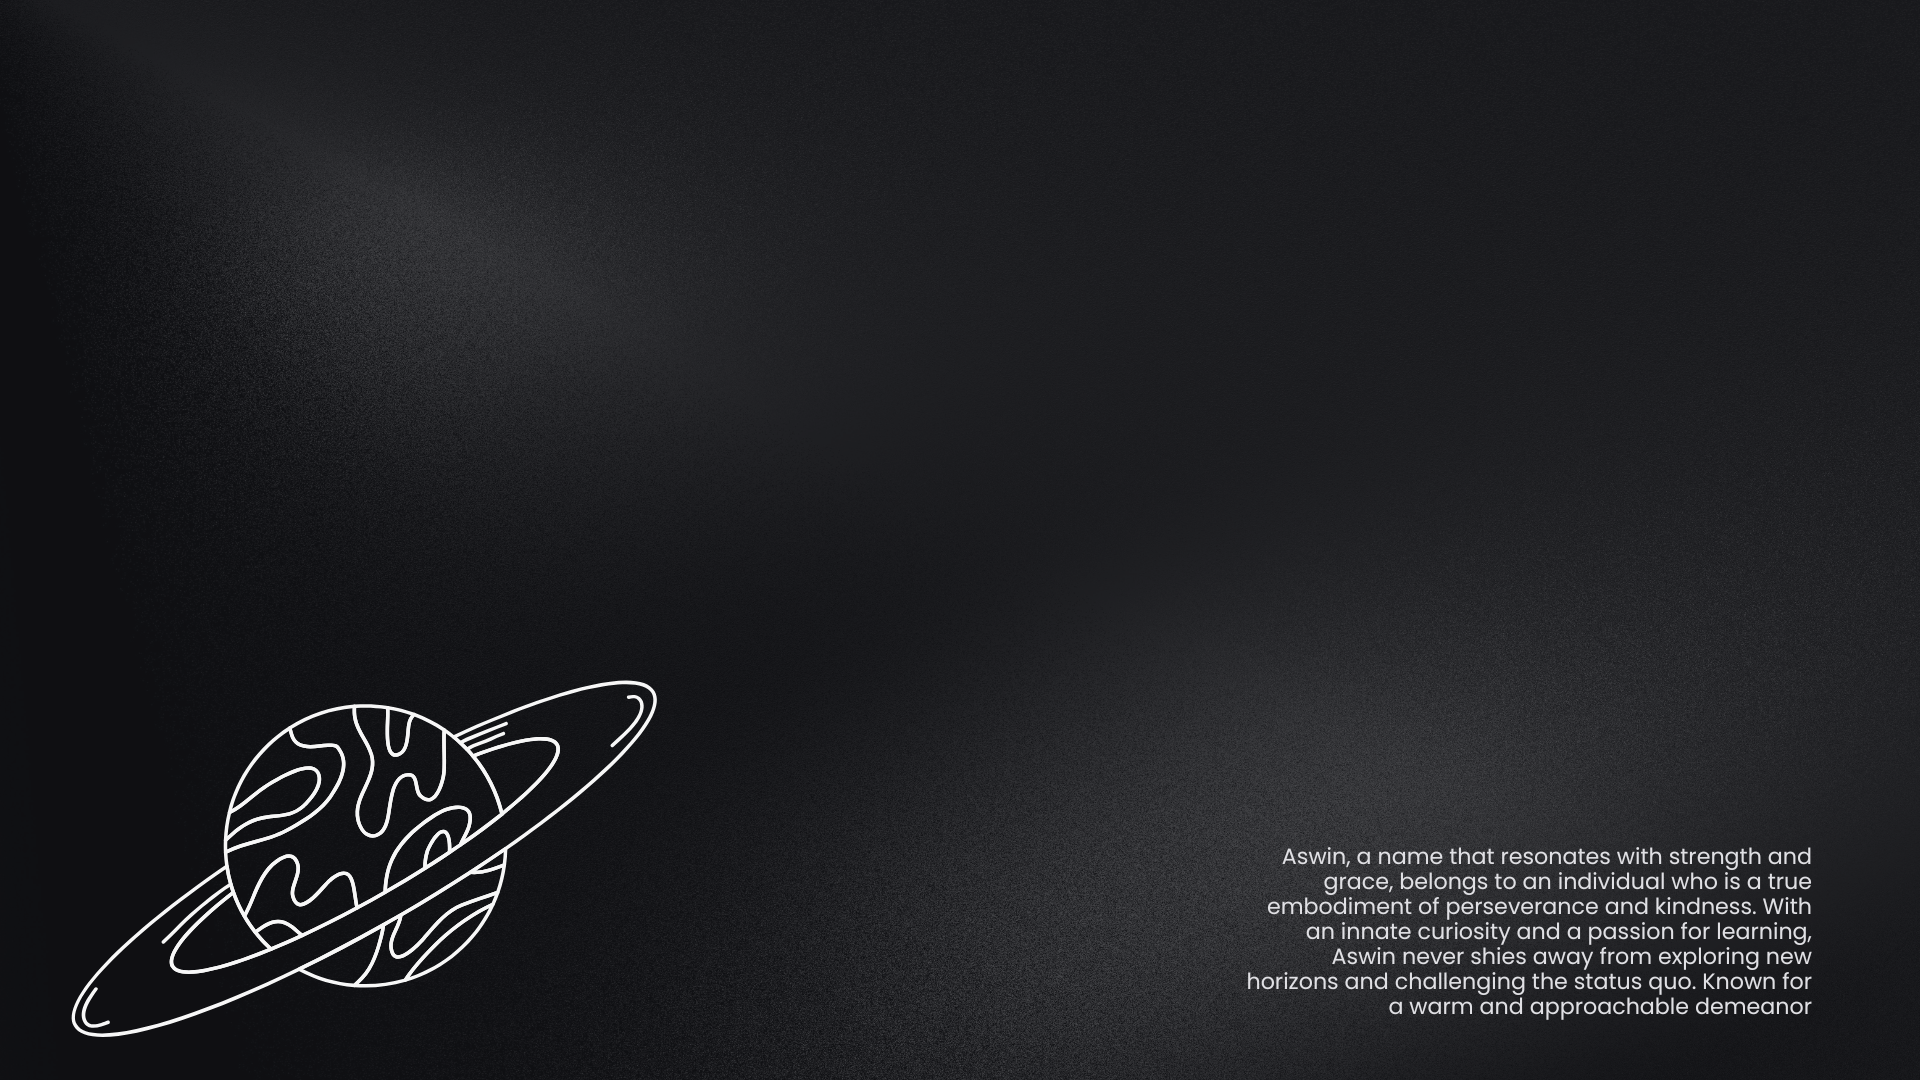 Aswin, a name that resonates with strength and
grace, belongs to an individual who is a true
embodiment of perseverance and kindness. With
an innate curiosity and a passion for learning,
Aswin never shies away from exploring new
horizons and challenging the status quo. Known for
a warm and approachable demeanor